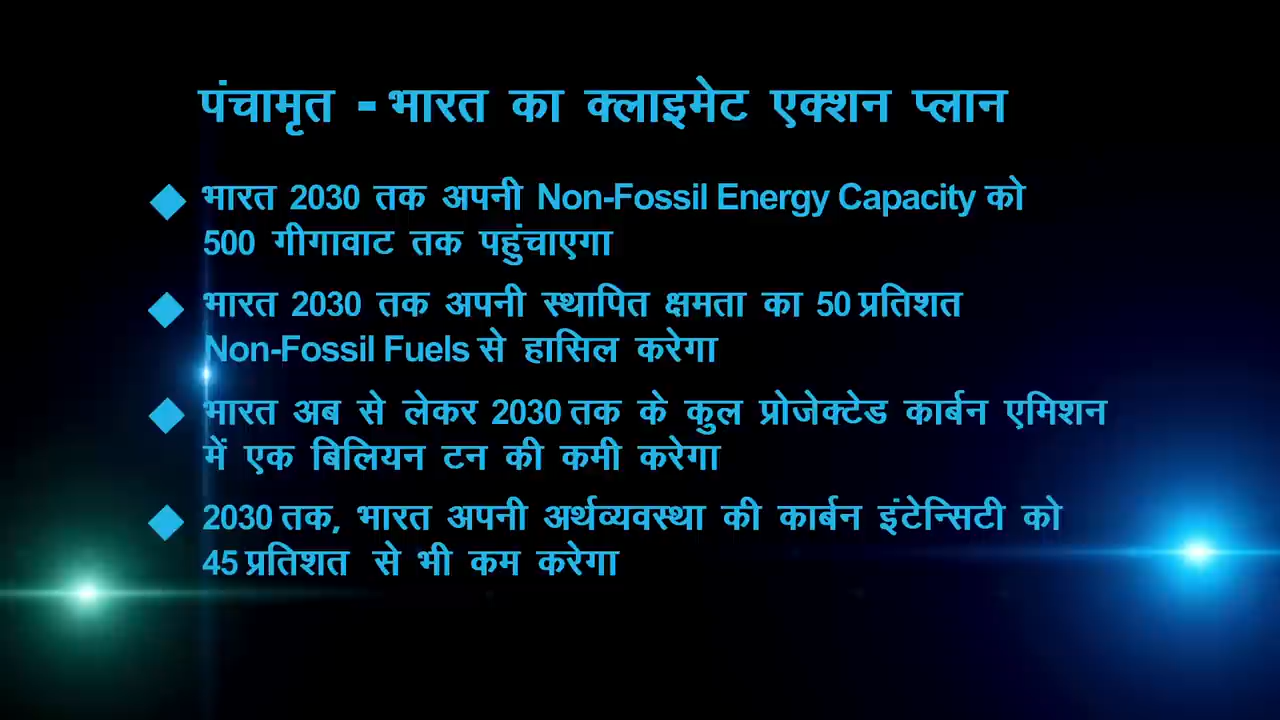 पंचामृत - भारत का क्लाइमेट एक्शन प्लान
भारत 2030 तक अपनी Non-Fossil Energy Capacity को
500 गीगावाट तक पहुंचाएगा
भारत 2030 तक अपनी स्थापित क्षमता का 50 प्रतिशत
Non-Fossil Fuels से हासिल करेगा
भारत अब से लेकर 2030 तक के कुल प्रोजेक्टेड कार्बन एमिशन
में एक बिलियन टन की कमी करेगा
2030 तक, भारत अपनी अर्थव्यवस्था की कार्बन इंटेन्सिटी को
45 प्रतिशत से भी कम करेगा